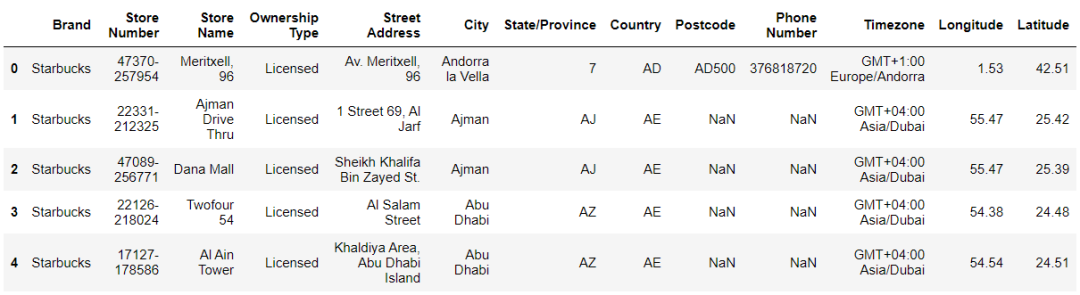 Brand Store Number Store Name Ownership Type Street Address City State/Province Country Postcode Phone Number Timezone Longitude Latitude
0 Starbucks 47370-257954 Meritxell, 96 Licensed Av. Meritxell, 96 Andorra la Vella 7 AD AD500 376818720 GMT+1:00 Europe/Andorra 1.53 42.51
1 Starbucks 22331-212325 Ajman Drive Thru Licensed 1 Street 69, Al Jarf Ajman AJ AE NaN NaN GMT+04:00 Asia/Dubai 55.47 25.42
2 Starbucks 47089-256771 Dana Mall Licensed Sheikh Khalifa Bin Zayed St. Ajman AJ AE NaN NaN GMT+04:00 Asia/Dubai 55.47 25.39
3 Starbucks 22126-218024 Twofour 54 Licensed Al Salam Street Abu Dhabi AZ AE NaN NaN GMT+04:00 Asia/Dubai 54.38 24.48
4 Starbucks 17127-178586 Al Ain Tower Licensed Khaldiya Area, Abu Dhabi Island Abu Dhabi AZ AE NaN NaN GMT+04:00 Asia/Dubai 54.54 24.51